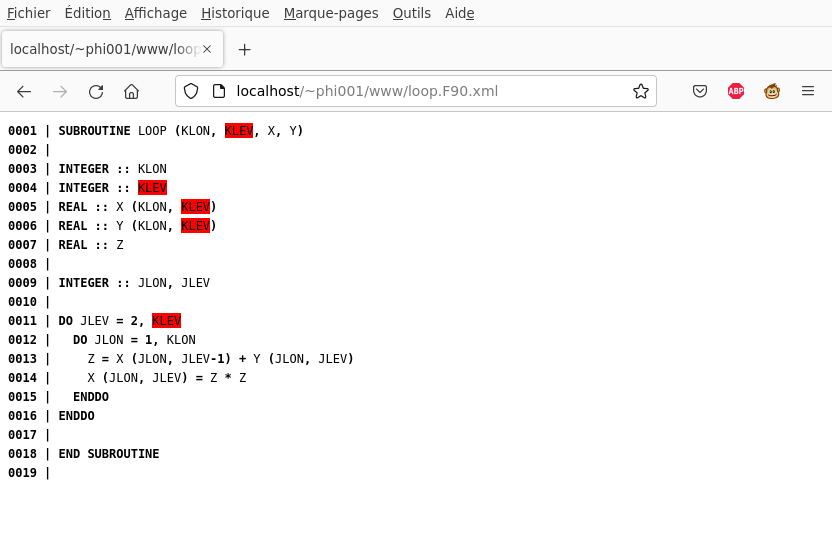 Fichier Édition Affichage Historique Marque-pages Outils Aide
localhost/~phi001/www/loop
localhost/~phi001/www/loop.F90.xml ABP
0001 | SUBROUTINE LOOP (KLON, KLEV, X, Y)
0002 |
0003 | INTEGER :: KLON
0004 | INTEGER :: KLEV
0005 | REAL :: X (KLON, KLEV)
0006 | REAL :: Y (KLON, KLEV)
0007 | REAL :: Z
0008 |
0009 | INTEGER :: JLON, JLEV
0010 |
0011 | DO JLEV = 2, KLEV
0012 |   DO JLON = 1, KLON
0013 |     Z = X (JLON, JLEV-1) + Y (JLON, JLEV)
0014 |     X (JLON, JLEV) = Z * Z
0015 |   ENDDO
0016 | ENDDO
0017 |
0018 | END SUBROUTINE
0019 |